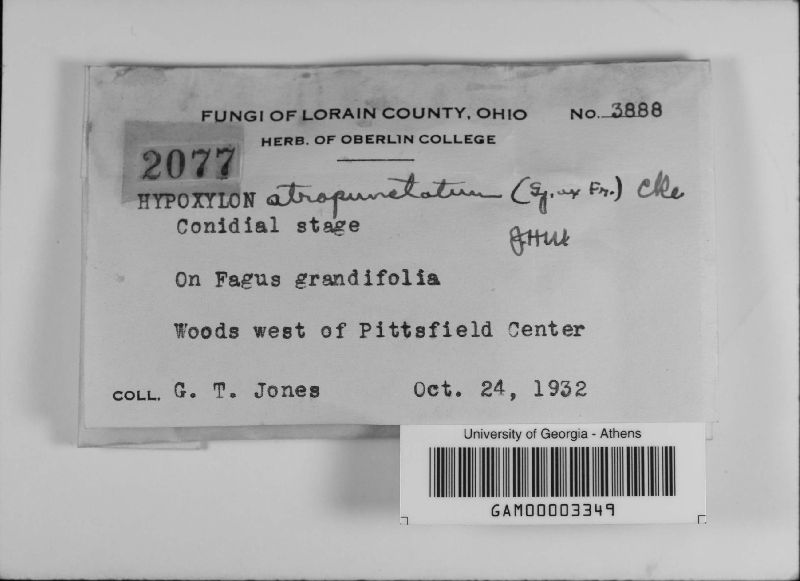 FUNGI OF LORAIN COUNTY, OHIO No. 3888
HERB. OF OBERLIN COLLEGE
2077
HYPOXYLON atropunctatum ( ex Fr.) Cke
Conidial stage
JHM
On Fagus grandifolia
Woods west of Pittsfield Center
COLL. G. T. Jones Oct. 24, 1932
University of Georgia - Athens
GAM00003349